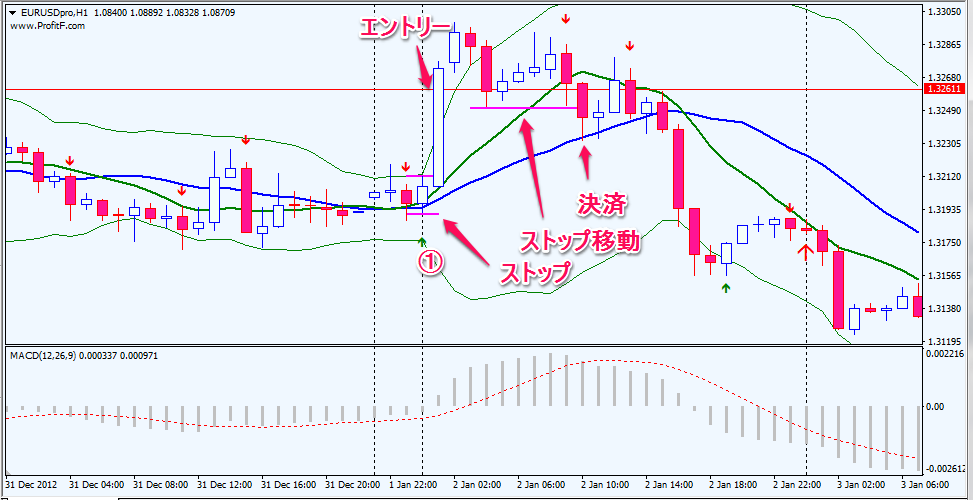 EURUSDpro,H1 1.08400 1.08892 1.08328 1.08709
www.ProfitF.com
エントリー
決済
ストップ移動
ストップ
①
1.33050
1.32865
1.32680
1.32611
1.32490
1.32305
1.32120
1.31935
1.31750
1.31565
1.31380
1.31195
MACD(12,26,9) 0.000337 0.000971
0.002216
0.00
-0.002612
31 Dec 2012 31 Dec 04:00 31 Dec 08:00 31 Dec 12:00 31 Dec 16:00 31 Dec 20:00 1 Jan 22:00 2 Jan 02:00 2 Jan 06:00 2 Jan 10:00 2 Jan 14:00 2 Jan 18:00 2 Jan 22:00 3 Jan 02:00 3 Jan 06:00